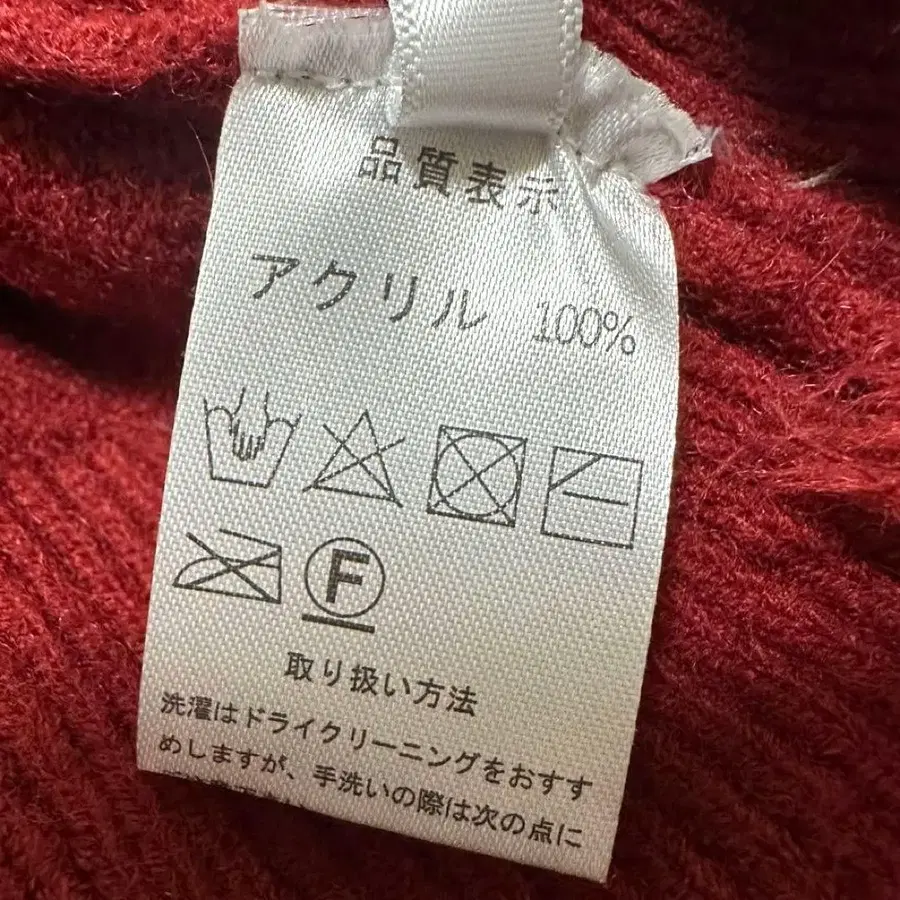 品質表示
アクリル 100%
F
取り扱い方法
洗濯はドライクリーニングをおすす
めしますが、手洗いの際は次の点に